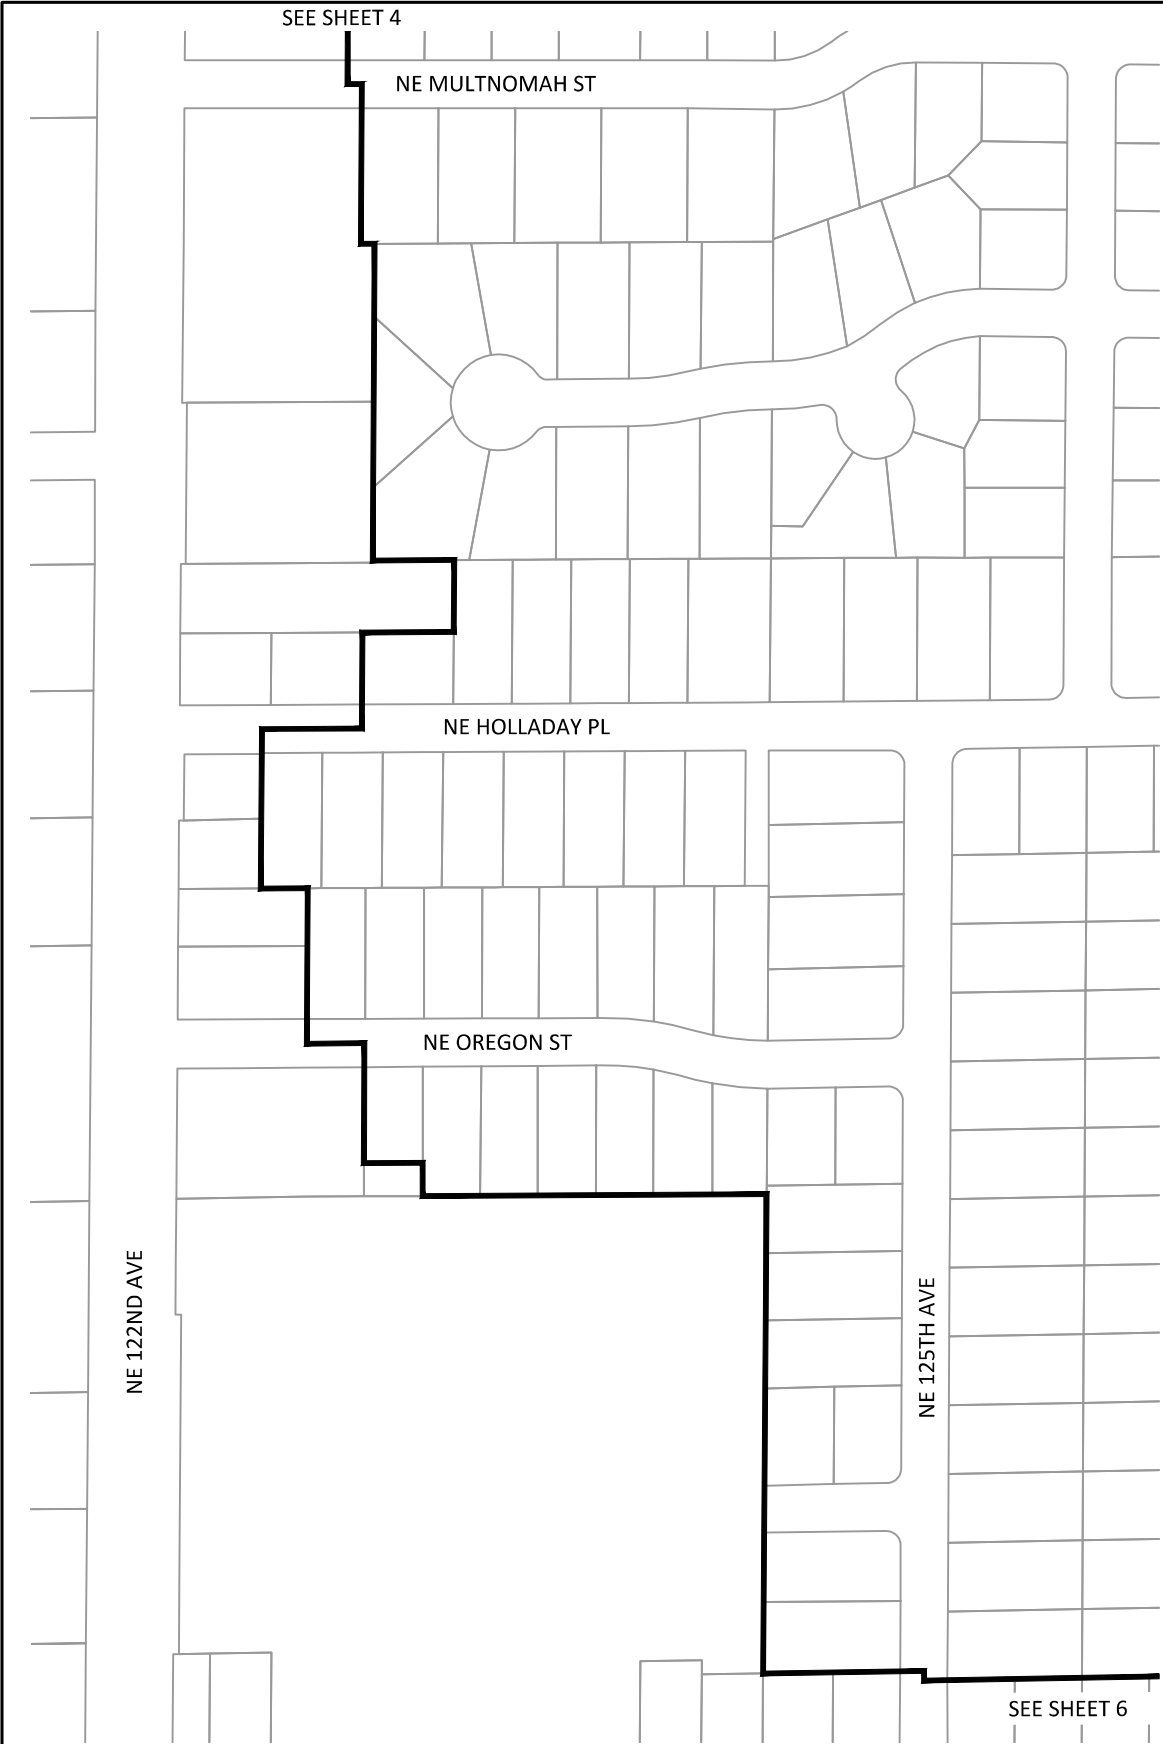 SEE SHEET 4
NE MULTNOMAH ST
NE HOLLADAY PL
NE OREGON ST
NE 122ND AVE
NE 125TH AVE
SEE SHEET 6